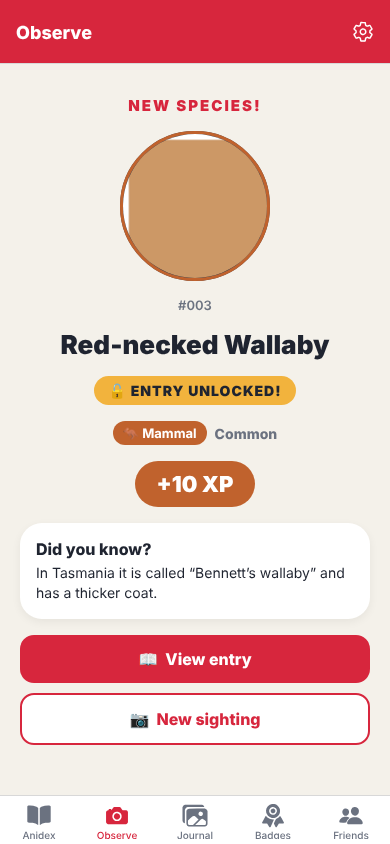 Observe
NEW SPECIES!
#003
Red-necked Wallaby
🔓 ENTRY UNLOCKED!
🦘 Mammal Common
+10 XP
Did you know?
In Tasmania it is called “Bennett’s wallaby” and
has a thicker coat.
📖 View entry
📷 New sighting
Anidex Observe Journal Badges Friends